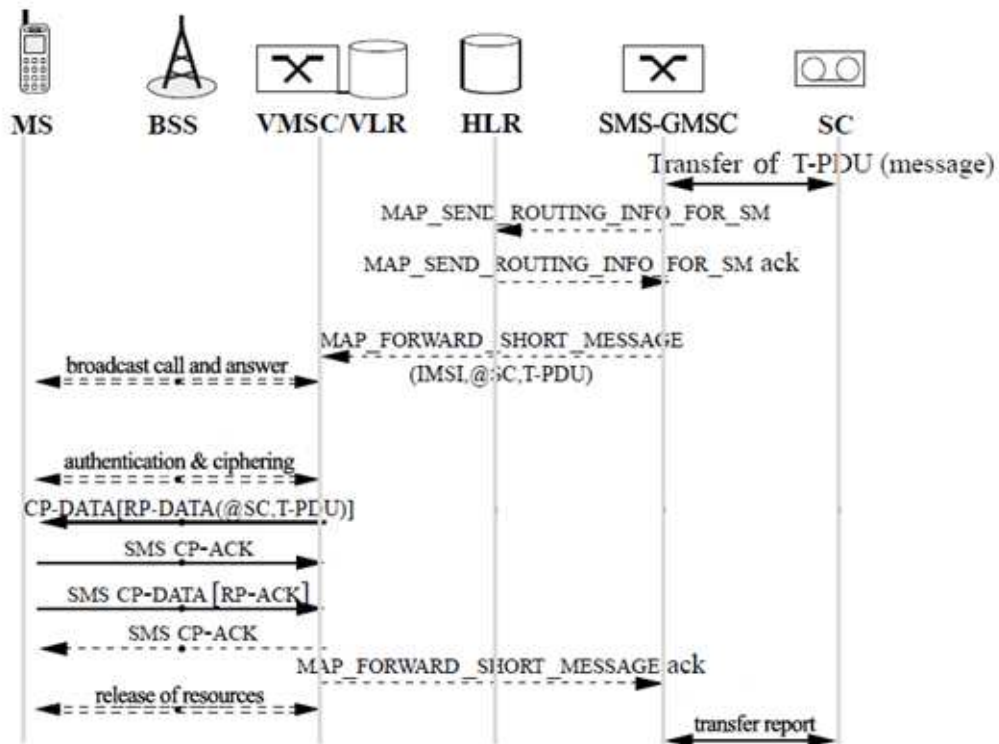 MS BSS VMSC/VLR HLR SMS-GMSC SC
Transfer of T-PDU (message)
MAP_SEND_ROUTING_INFO_FOR_SM
MAP_SEND_ROUTING_INFO_FOR_SM ack
MAP_FORWARD_SHORT_MESSAGE
broadcast call and answer
(IMSI,@SC,T-PDU)
authentication & ciphering
CP-DATA[RP-DATA(@SC,T-PDU)]
SMS CP-ACK
SMS CP-DATA [RP-ACK]
SMS CP-ACK
MAP_FORWARD_SHORT_MESSAGE ack
release of resources
transfer report